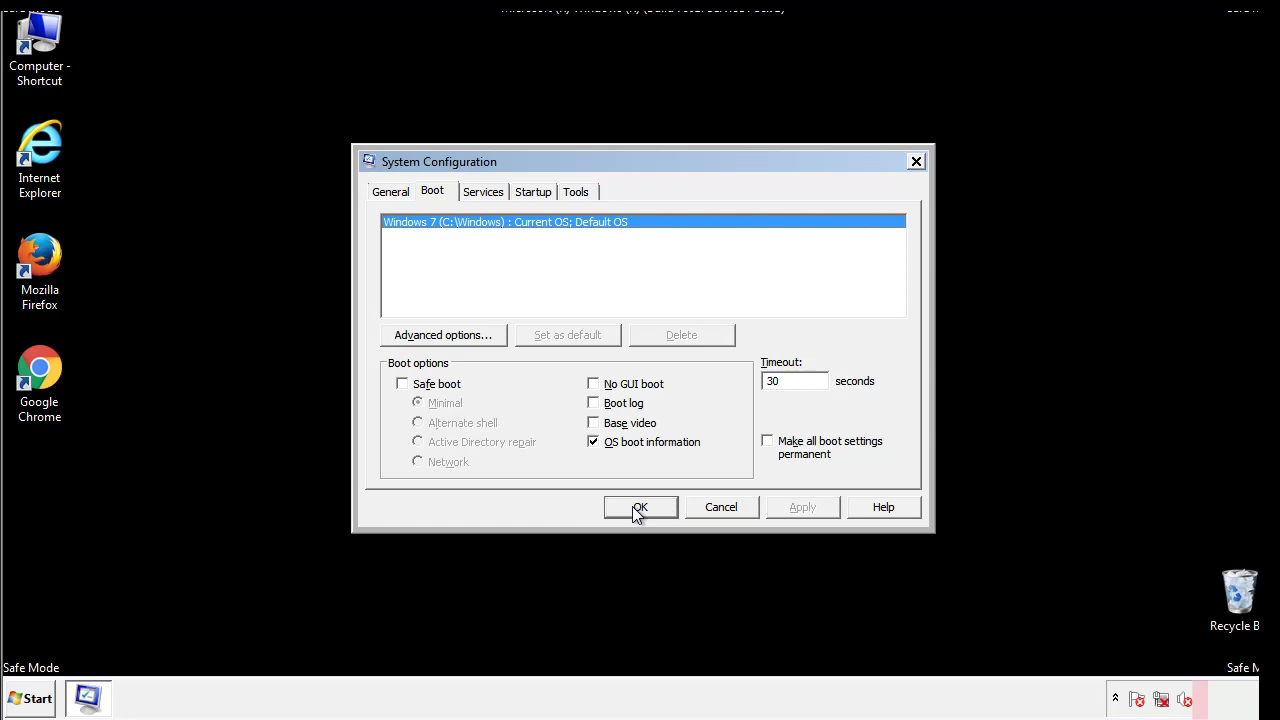 Computer -
Shortcut
Internet
Explorer
Mozilla
Firefox
Google
Chrome
System Configuration
General Boot Services Startup Tools
Windows 7 (C:\Windows) : Current OS; Default OS
Advanced options... Set as default Delete
Boot options
Safe boot
Minimal
Alternate shell
Active Directory repair
Network
No GUI boot
Boot log
Base video
OS boot information
Timeout:
30 seconds
Make all boot settings
permanent
OK Cancel Apply Help
Recycle B
Safe Mode
Safe M
Start